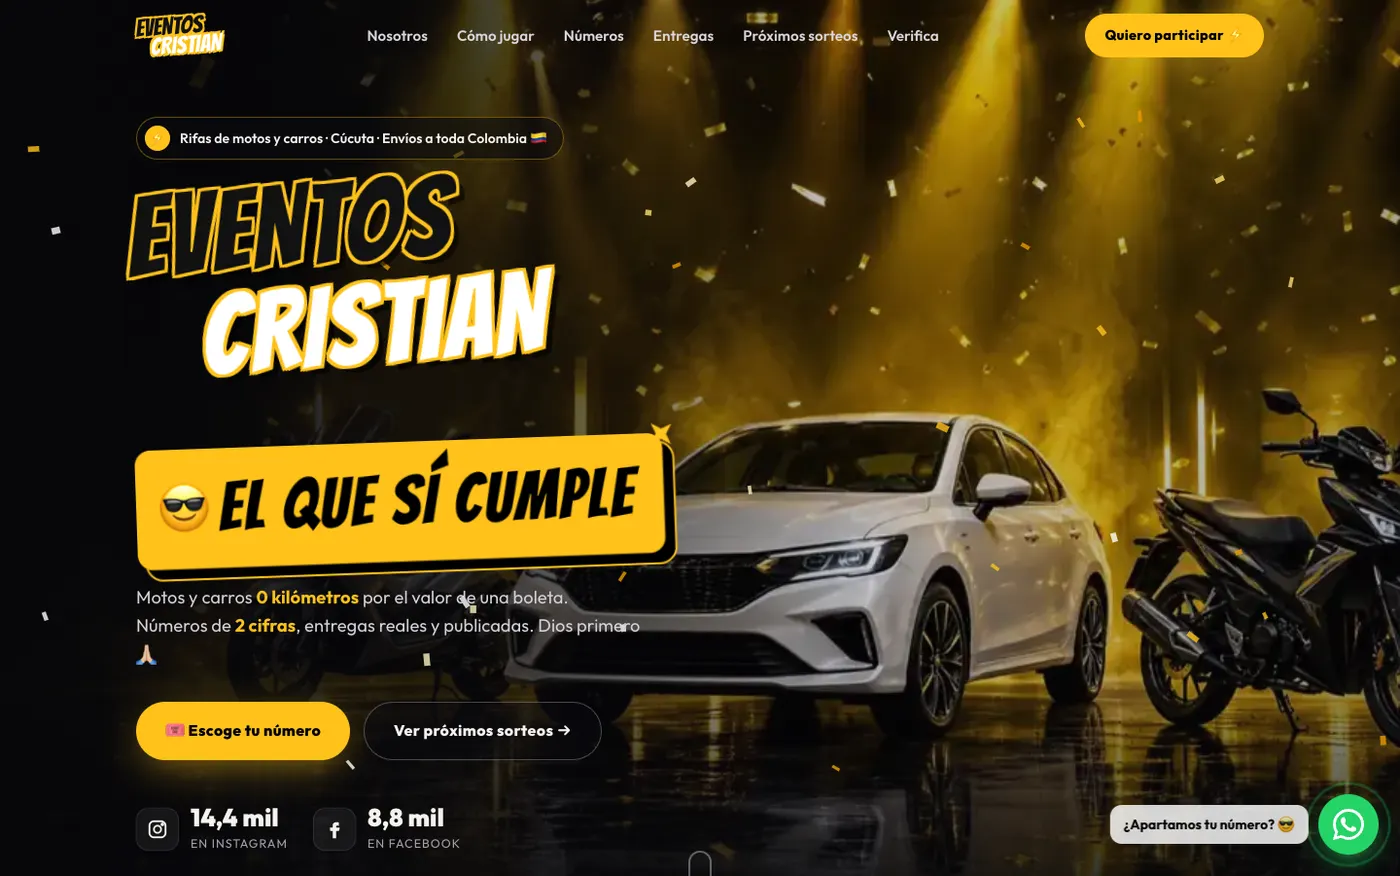 EVENTOS
CRISTIAN
Nosotros
Cómo jugar
Números
Entregas
Próximos sorteos
Verifica
Quiero participar ⚡
Rifas de motos y carros · Cúcuta · Envíos a toda Colombia 🇨🇴
EVENTOS
CRISTIAN
😎 EL QUE SÍ CUMPLE
Motos y carros 0 kilómetros por el valor de una boleta.
Números de 2 cifras, entregas reales y publicadas. Dios primero
🙏🏼
🎟️ Escoge tu número
Ver próximos sorteos →
14,4 mil
EN INSTAGRAM
8,8 mil
EN FACEBOOK
¿Apartamos tu número? 😎